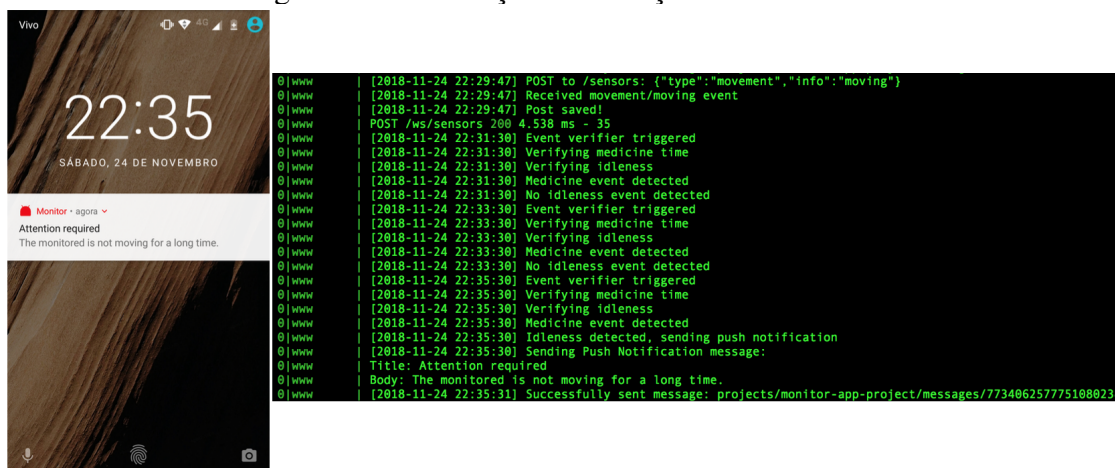 Vivo
4G
22:35
SÁBADO, 24 DE NOVEMBRO
Monitor • agora
Attention required
The monitored is not moving for a long time.
0|www | [2018-11-24 22:29:47] POST to /sensors: {"type":"movement","info":"moving"}
0|www | [2018-11-24 22:29:47] Received movement/moving event
0|www | [2018-11-24 22:29:47] Post saved!
0|www | POST /ws/sensors 200 4.538 ms - 35
0|www | [2018-11-24 22:31:30] Event verifier triggered
0|www | [2018-11-24 22:31:30] Verifying medicine time
0|www | [2018-11-24 22:31:30] Verifying idleness
0|www | [2018-11-24 22:31:30] Medicine event detected
0|www | [2018-11-24 22:31:30] No idleness event detected
0|www | [2018-11-24 22:33:30] Event verifier triggered
0|www | [2018-11-24 22:33:30] Verifying medicine time
0|www | [2018-11-24 22:33:30] Verifying idleness
0|www | [2018-11-24 22:33:30] Medicine event detected
0|www | [2018-11-24 22:33:30] No idleness event detected
0|www | [2018-11-24 22:35:30] Event verifier triggered
0|www | [2018-11-24 22:35:30] Verifying medicine time
0|www | [2018-11-24 22:35:30] Verifying idleness
0|www | [2018-11-24 22:35:30] Medicine event detected
0|www | [2018-11-24 22:35:30] Idleness detected, sending push notification
0|www | [2018-11-24 22:35:30] Sending Push Notification message:
0|www | Title: Attention required
0|www | Body: The monitored is not moving for a long time.
0|www | [2018-11-24 22:35:31] Successfully sent message: projects/monitor-app-project/messages/773406257775108023